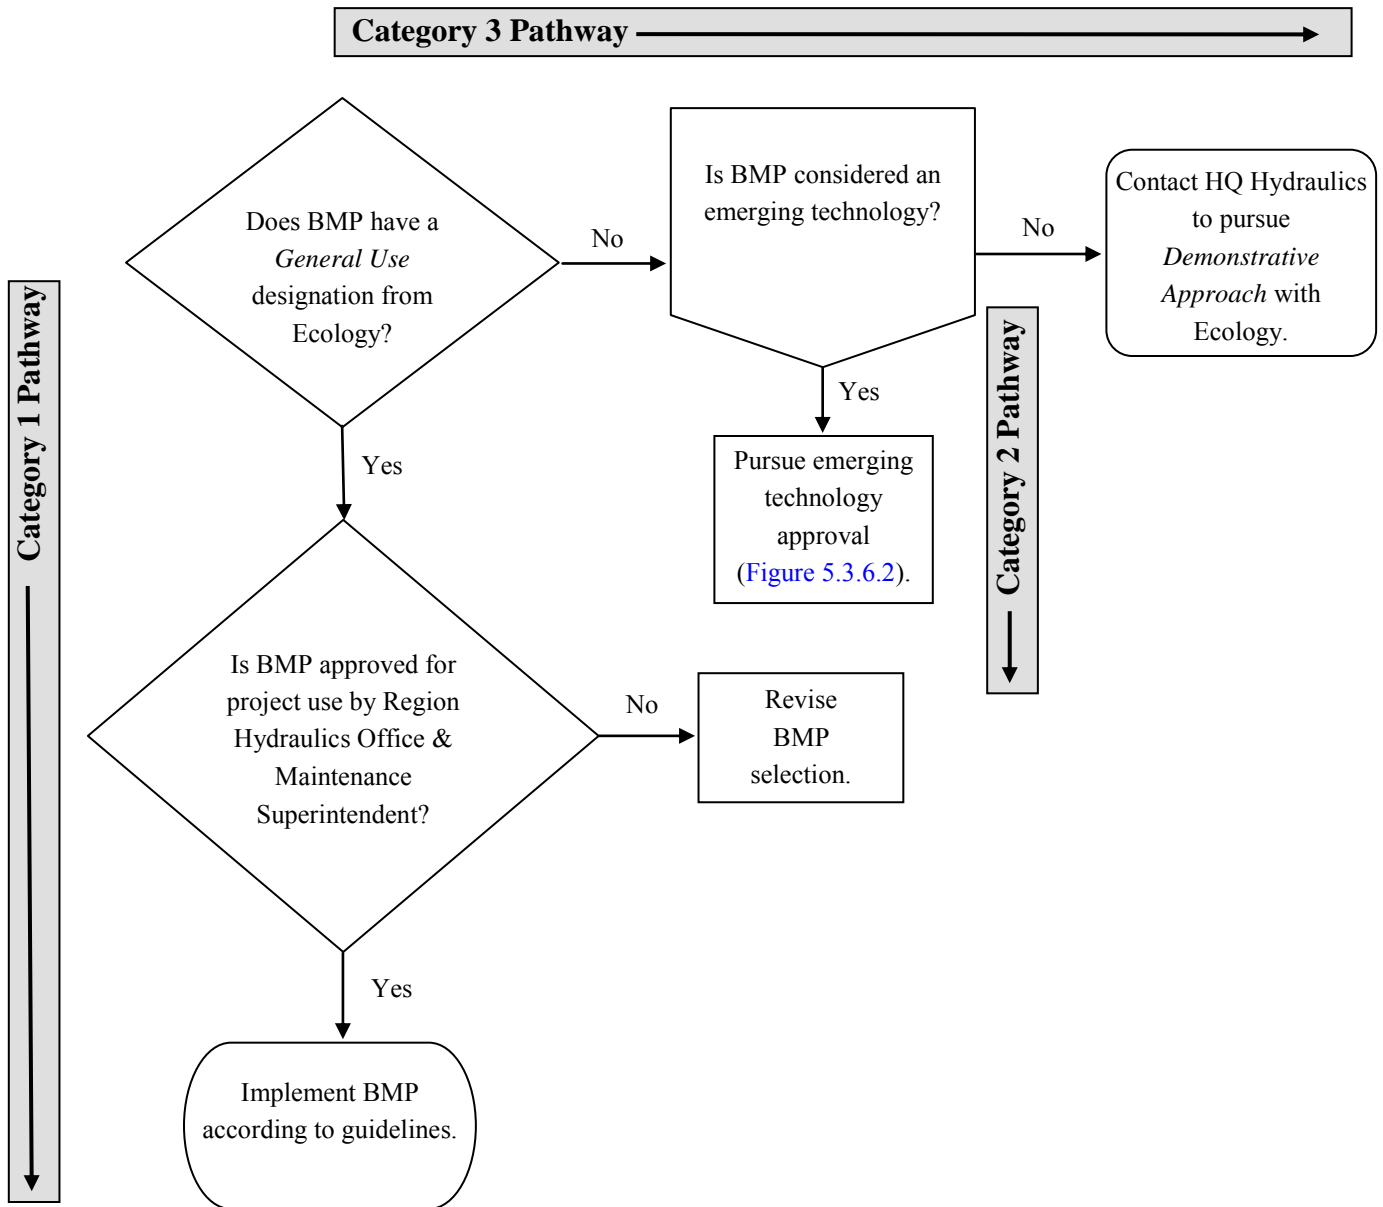 Category 3 Pathway
Does BMP have a
General Use
designation from
Ecology?
No
Is BMP considered an
emerging technology?
No
Contact HQ Hydraulics
to pursue
Demonstrative
Approach with
Ecology.
Category 1 Pathway
Yes
Yes
Pursue emerging
technology
approval
(Figure 5.3.6.2).
Category 2 Pathway
Is BMP approved for
project use by Region
Hydraulics Office &
Maintenance
Superintendent?
No
Revise
BMP
selection.
Yes
Implement BMP
according to guidelines.